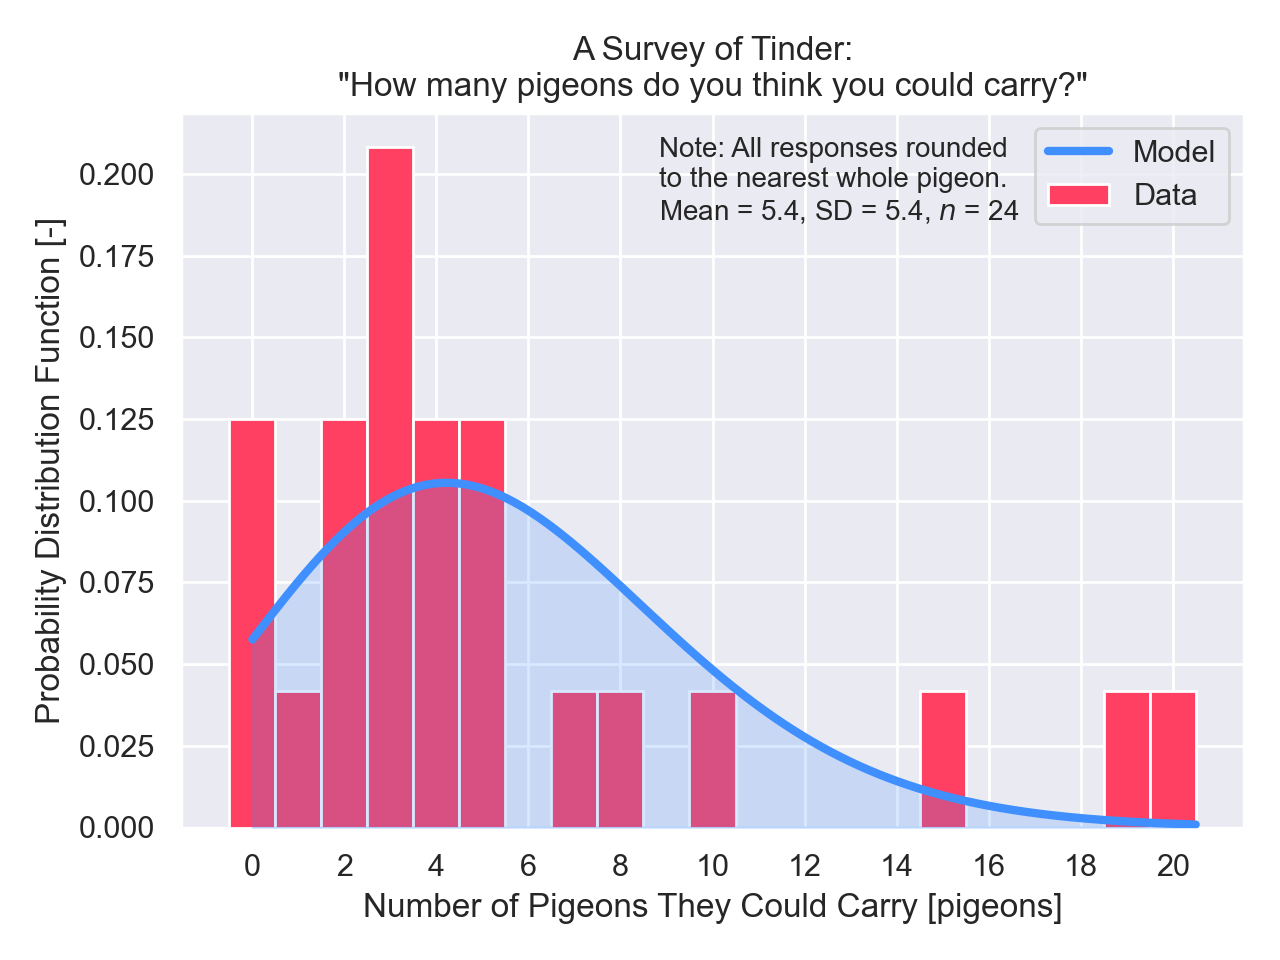 A Survey of Tinder:
"How many pigeons do you think you could carry?"
Note: All responses rounded
to the nearest whole pigeon.
Mean = 5.4, SD = 5.4, n = 24
Model
Data
Probability Distribution Function [-]
0.200
0.175
0.150
0.125
0.100
0.075
0.050
0.025
0.000
0 2 4 6 8 10 12 14 16 18 20
Number of Pigeons They Could Carry [pigeons]